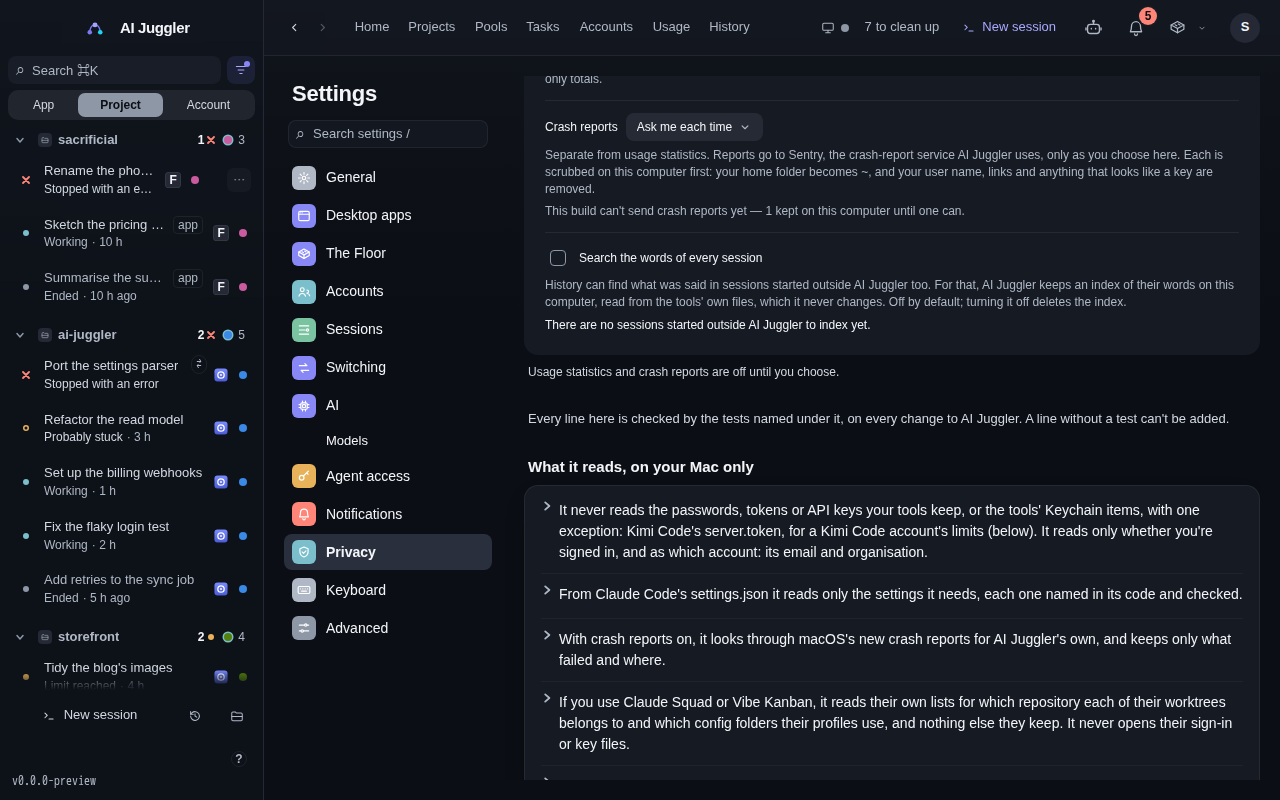 AI Juggler
Search ⌘K
App Project Account
sacrificial 1 3
Rename the pho…
Stopped with an e… F
Sketch the pricing … app
Working · 10 h F
Summarise the su… app
Ended · 10 h ago F
ai-juggler 2 5
Port the settings parser
Stopped with an error
Refactor the read model
Probably stuck · 3 h
Set up the billing webhooks
Working · 1 h
Fix the flaky login test
Working · 2 h
Add retries to the sync job
Ended · 5 h ago
storefront 2 4
Tidy the blog's images
Limit reached · 4 h
New session
?
v0.0.0-preview
Home Projects Pools Tasks Accounts Usage History 7 to clean up New session 5 S
Settings
Search settings /
General
Desktop apps
The Floor
Accounts
Sessions
Switching
AI
Models
Agent access
Notifications
Privacy
Keyboard
Advanced
only totals.
Crash reports Ask me each time
Separate from usage statistics. Reports go to Sentry, the crash-report service AI Juggler uses, only as you choose here. Each is
scrubbed on this computer first: your home folder becomes ~, and your user name, links and anything that looks like a key are
removed.
This build can't send crash reports yet — 1 kept on this computer until one can.
Search the words of every session
History can find what was said in sessions started outside AI Juggler too. For that, AI Juggler keeps an index of their words on this
computer, read from the tools' own files, which it never changes. Off by default; turning it off deletes the index.
There are no sessions started outside AI Juggler to index yet.
Usage statistics and crash reports are off until you choose.
Every line here is checked by the tests named under it, on every change to AI Juggler. A line without a test can't be added.
What it reads, on your Mac only
It never reads the passwords, tokens or API keys your tools keep, or the tools' Keychain items, with one
exception: Kimi Code's server.token, for a Kimi Code account's limits (below). It reads only whether you're
signed in, and as which account: its email and organisation.
From Claude Code's settings.json it reads only the settings it needs, each one named in its code and checked.
With crash reports on, it looks through macOS's new crash reports for AI Juggler's own, and keeps only what
failed and where.
If you use Claude Squad or Vibe Kanban, it reads their own lists for which repository each of their worktrees
belongs to and which config folders their profiles use, and nothing else they keep. It never opens their sign-in
or key files.